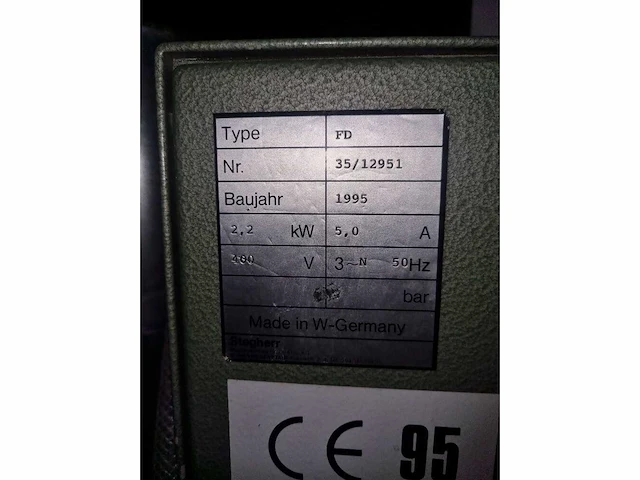 Type FD
Nr. 35/12951
Baujahr 1995
2,2 kW 5,0 A
V 3~N 50Hz
bar
Made in W-Germany
Stegherr
CE 95